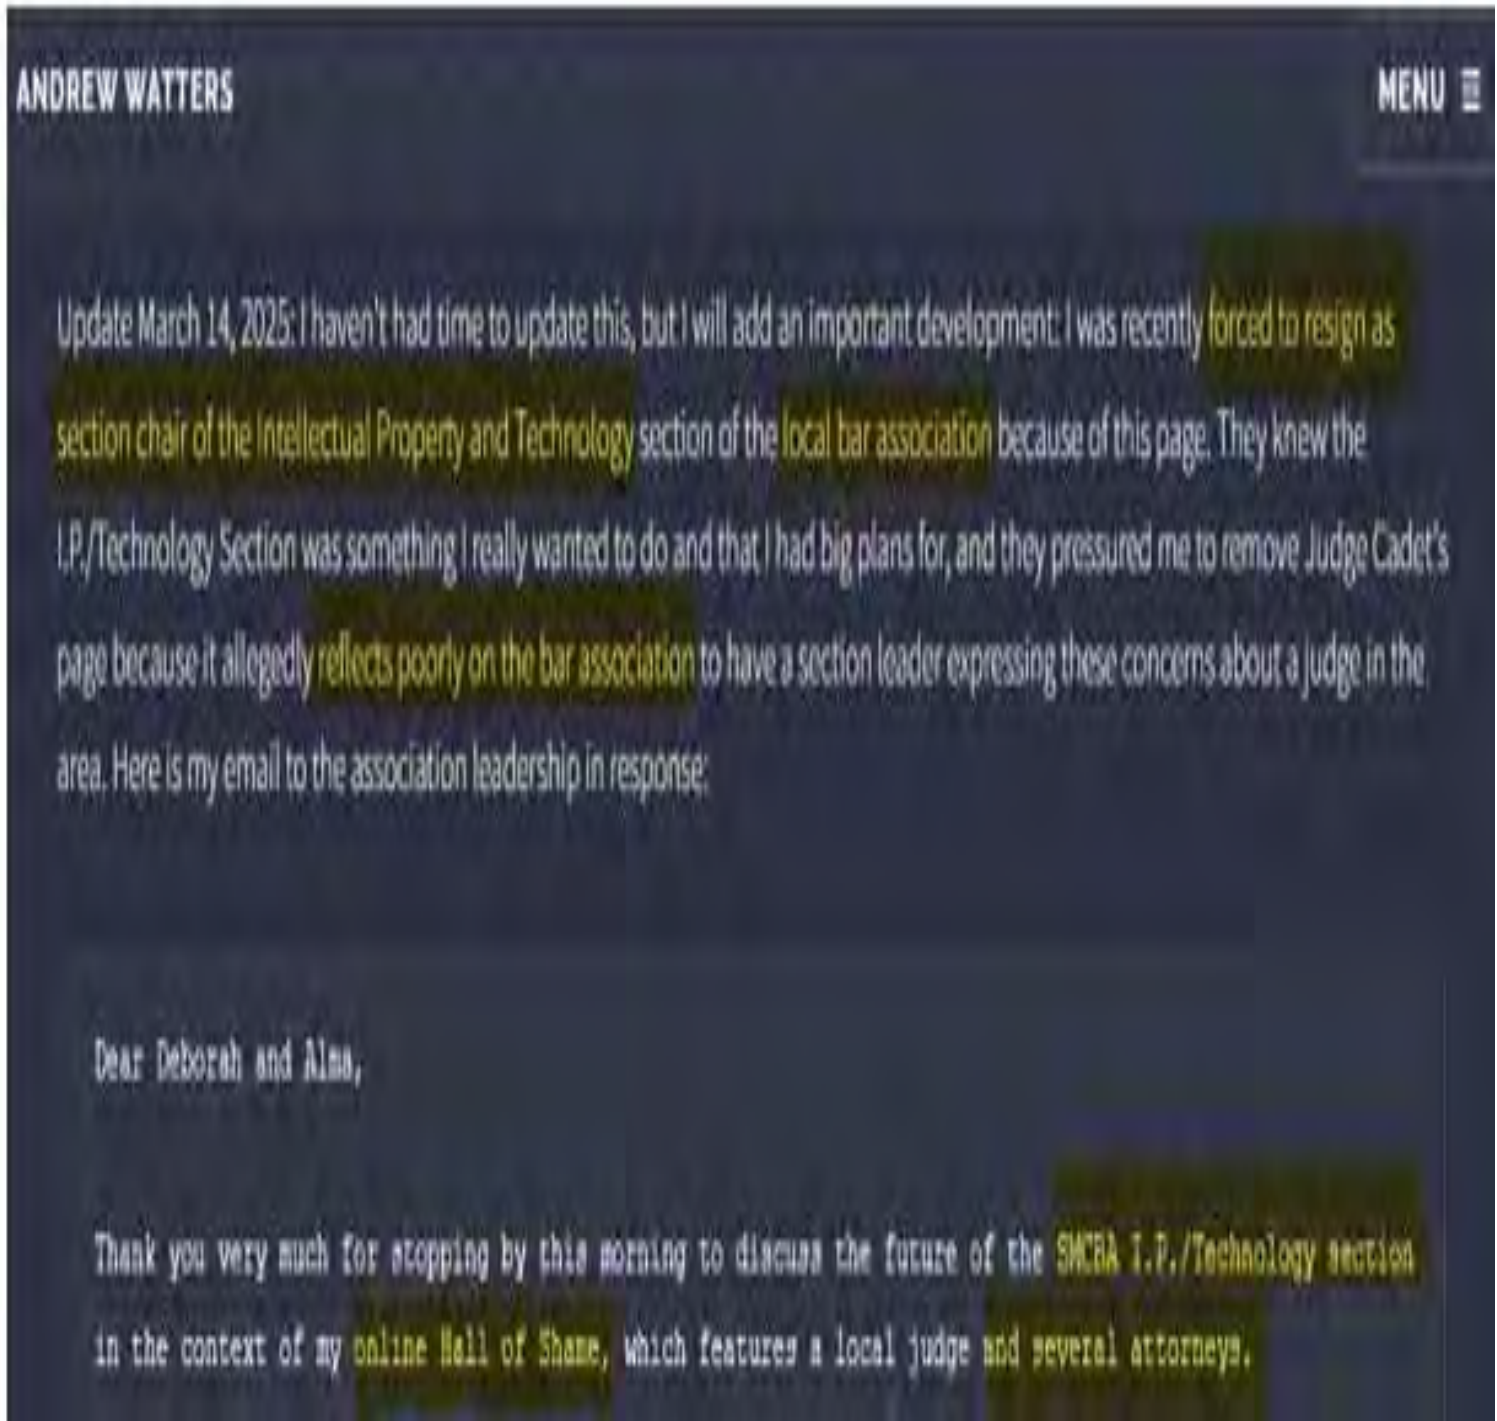 ANDREW WATTERS
MENU ☰
Update March 14, 2025: I haven't had time to update this, but I will add an important development: I was recently forced to resign as
section chair of the Intellectual Property and Technology section of the local bar association because of this page. They knew the
I.P./Technology Section was something I really wanted to do and that I had big plans for, and they pressured me to remove Judge Cadet's
page because it allegedly reflects poorly on the bar association to have a section leader expressing these concerns about a judge in the
area. Here is my email to the association leadership in response:
Dear Deborah and Alma,
Thank you very much for stopping by this morning to discuss the future of the SMCBA I.P./Technology section
in the context of my online Hall of Shame, which features a local judge and several attorneys.